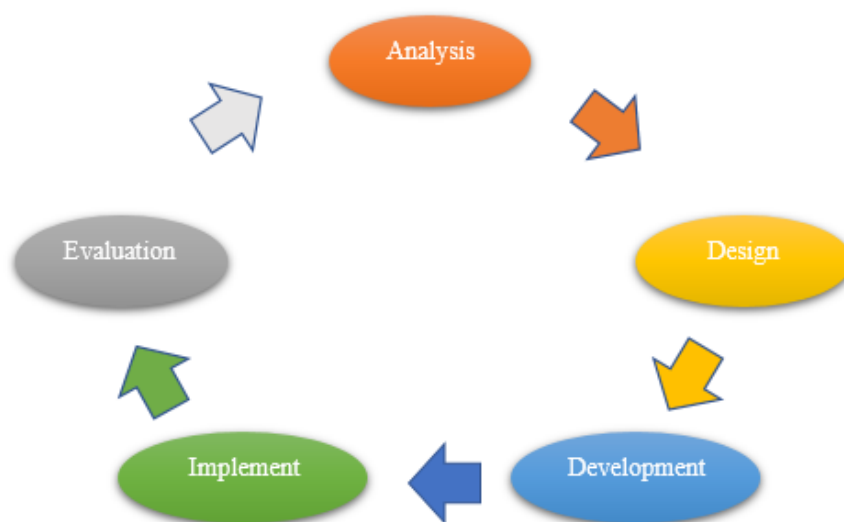 Analysis
Design
Development
Implement
Evaluation